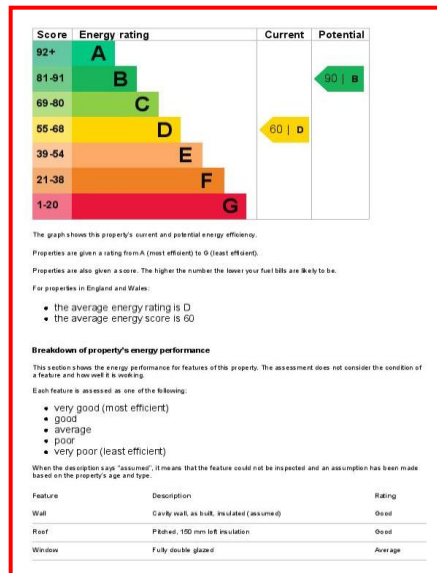 Score Energy rating Current Potential
92+ A
81-91 B 90 | B
69-80 C
55-68 D 60 | D
39-54 E
21-38 F
1-20 G
The graph shows this property's current and potential energy efficiency.
Properties are given a rating from A (most efficient) to G (least efficient).
Properties are also given a score. The higher the number the lower your fuel bills are likely to be.
For properties in England and Wales:
• the average energy rating is D
• the average energy score is 60
Breakdown of property's energy performance
This section shows the energy performance for features of this property. The assessment does not consider the condition
of a feature and how well it is working.
Each feature is assessed as one of the following:
• very good (most efficient)
• good
• average
• poor
• very poor (least efficient)
When the description says "assumed", it means that the feature could not be inspected and an assumption has been made
based on the property's age and type.
Feature Description Rating
Wall Cavity wall, as built, insulated (assumed) Good
Roof Pitched, 150 mm loft insulation Good
Window Fully double glazed Average